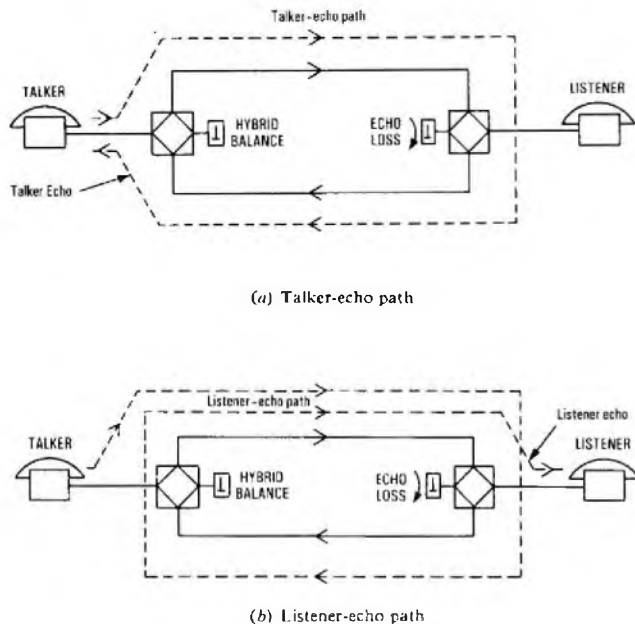 Talker-echo path
TALKER
LISTENER
HYBRID
BALANCE
ECHO
LOSS
Talker Echo
(a) Talker-echo path
Listener-echo path
Listener echo
TALKER
LISTENER
HYBRID
BALANCE
ECHO
LOSS
(b) Listener-echo path